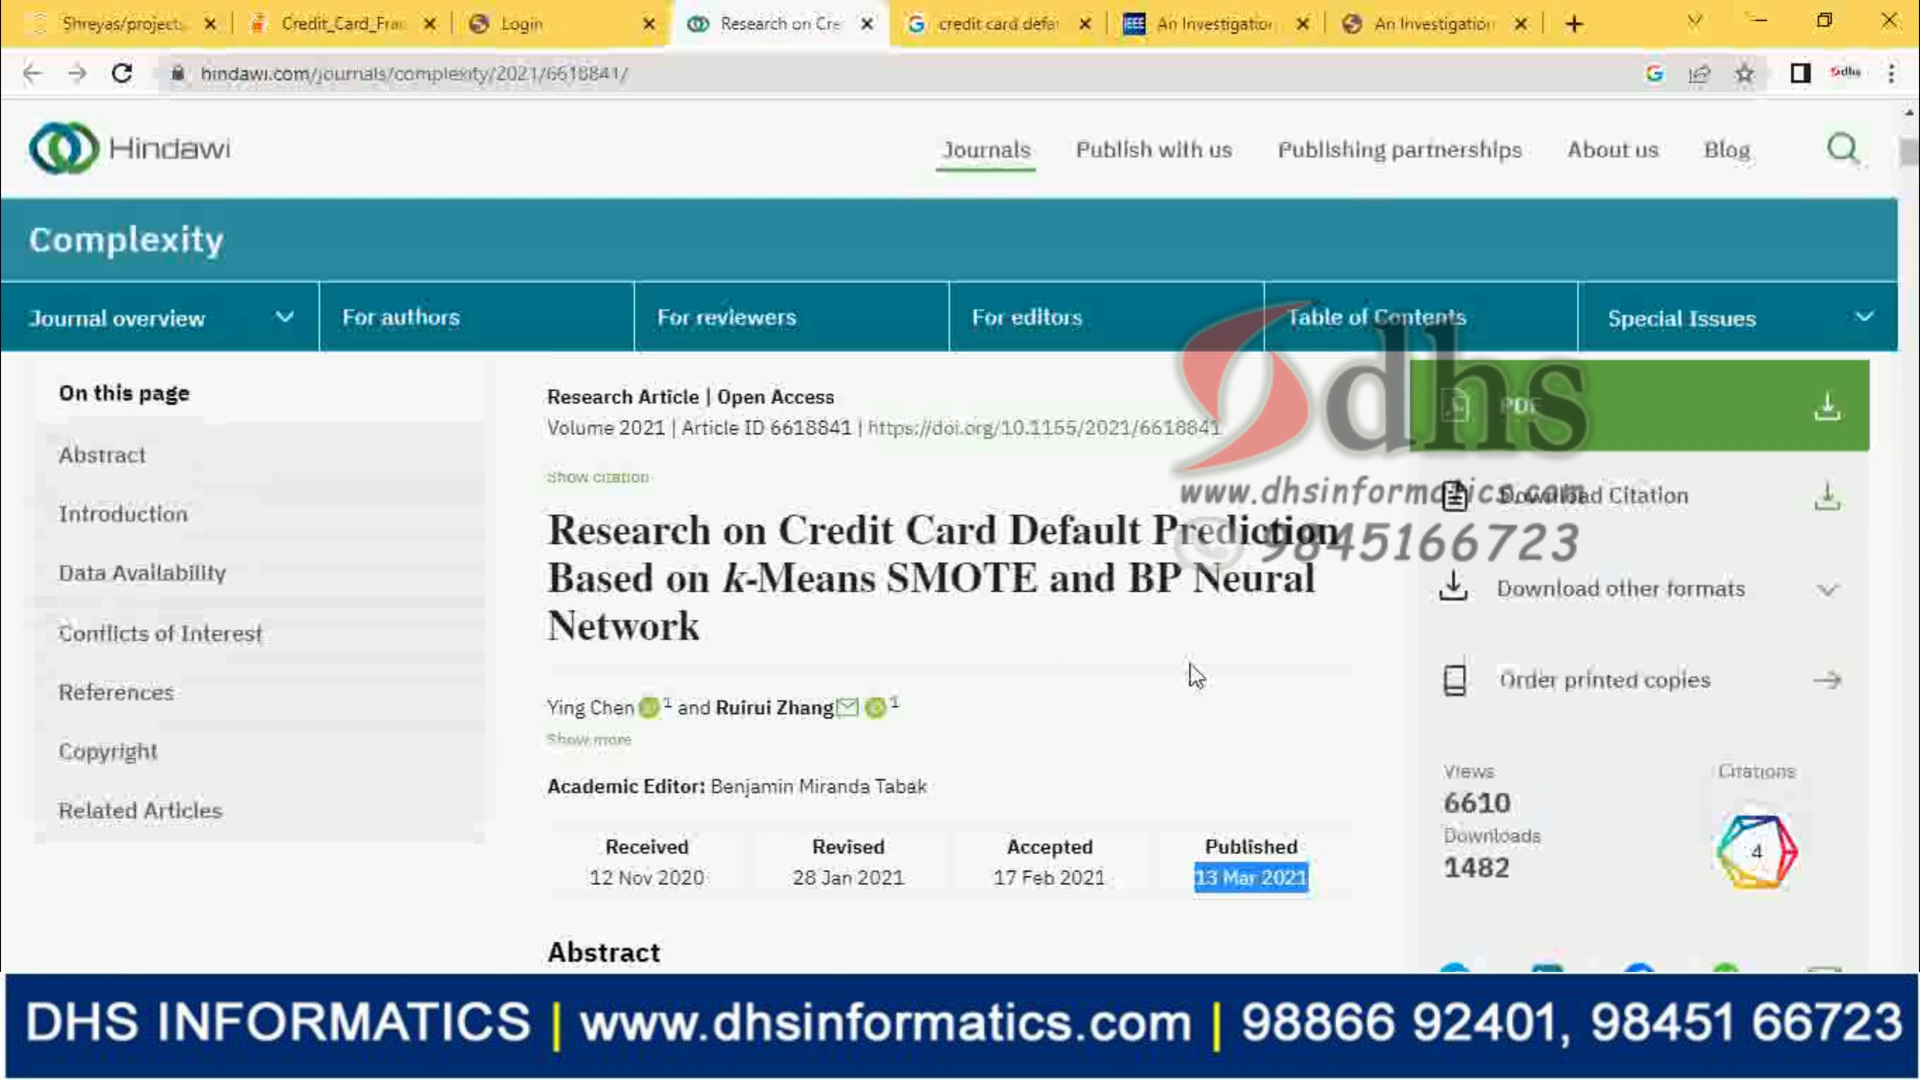 Shreyas/project
Credit_Card_Frau
Login
Research on Cre
credit card defau
IEEE
An Investigation
An Investigation
hindawi.com/journals/complexity/2021/6618841/
Sdhs
Hindawi
Journals
Publish with us
Publishing partnerships
About us
Blog
Complexity
Journal overview
For authors
For reviewers
For editors
Table of Contents
Special Issues
On this page
Abstract
Introduction
Data Availability
Conflicts of Interest
References
Copyright
Related Articles
Research Article | Open Access
Volume 2021 | Article ID 6618841 | https://doi.org/10.1155/2021/6618841
Show citation
Research on Credit Card Default Prediction
Based on k-Means SMOTE and BP Neural
Network
Ying Chen 1 and Ruirui Zhang 1
Show more
Academic Editor: Benjamin Miranda Tabak
Received
Revised
Accepted
Published
12 Nov 2020
28 Jan 2021
17 Feb 2021
13 Mar 2021
Abstract
PDF
Download Citation
Download other formats
Order printed copies
Views
6610
Downloads
1482
Citations
4
dhs
www.dhsinformatics.com
9845166723
DHS INFORMATICS | www.dhsinformatics.com | 98866 92401, 98451 66723